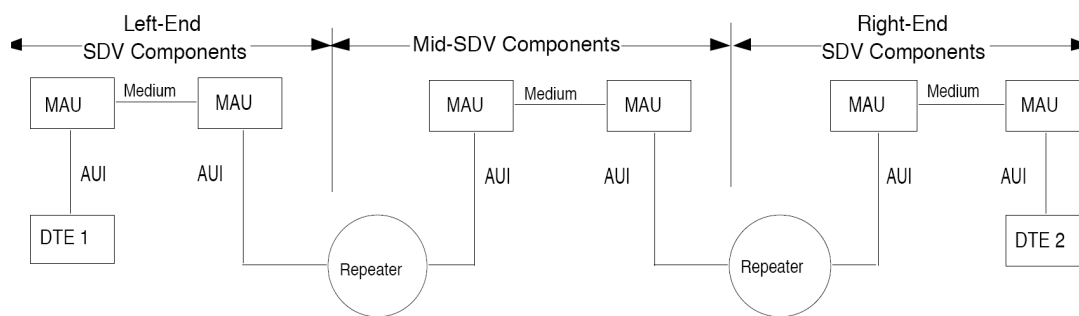 Left-End
SDV Components
Mid-SDV Components
Right-End
SDV Components
MAU
Medium
MAU
MAU
Medium
MAU
MAU
Medium
MAU
AUI
AUI
AUI
AUI
AUI
AUI
DTE 1
Repeater
Repeater
DTE 2